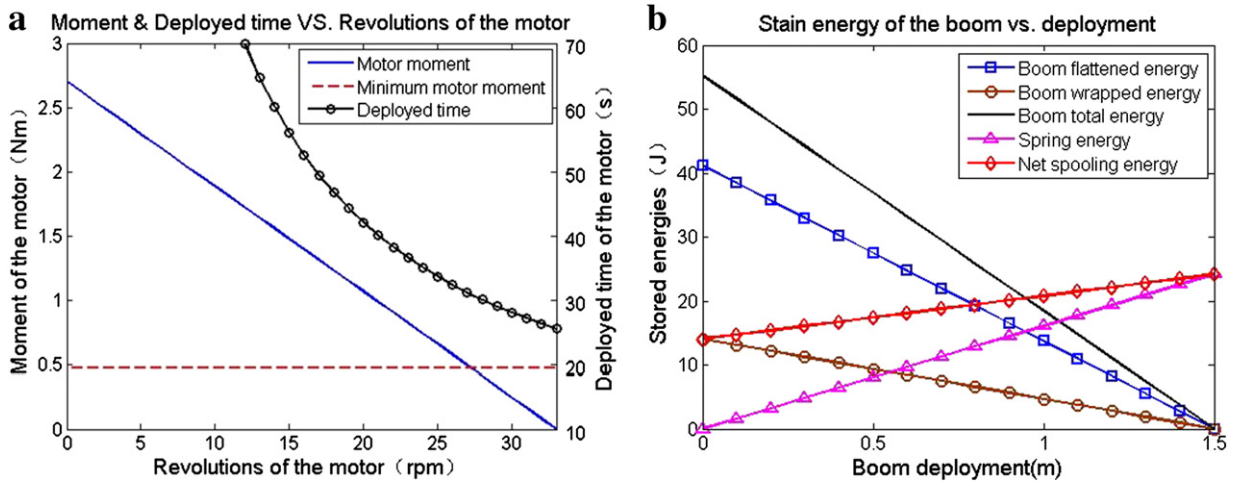 a
Moment & Deployed time VS. Revolutions of the motor
Moment of the motor（Nm）
3
2.5
2
1.5
1
0.5
0
Motor moment
Minimum motor moment
Deployed time
70
60
50
40
30
20
10
Deployed time of the motor（s）
0
5
10
15
20
25
30
Revolutions of the motor（rpm）
b
Stain energy of the boom vs. deployment
Stored energies（J）
60
50
40
30
20
10
0
Boom flattened energy
Boom wrapped energy
Boom total energy
Spring energy
Net spooling energy
0
0.5
1
1.5
Boom deployment(m)